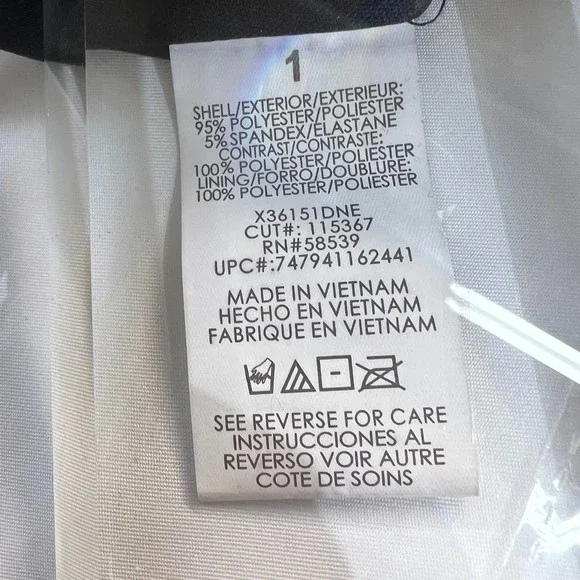 1
SHELL/EXTERIOR/EXTERIEUR:
95% POLYESTER/POLIESTER
5% SPANDEX/ELASTANE
CONTRAST/CONTRASTE:
100% POLYESTER/POLIESTER
LINING/FORRO/DOUBLURE:
100% POLYESTER/POLIESTER
X36151DNE
CUT#: 115367
RN#58539
UPC#:747941162441
MADE IN VIETNAM
HECHO EN VIETNAM
FABRIQUE EN VIETNAM
SEE REVERSE FOR CARE
INSTRUCCIONES AL
REVERSO VOIR AUTRE
COTE DE SOINS